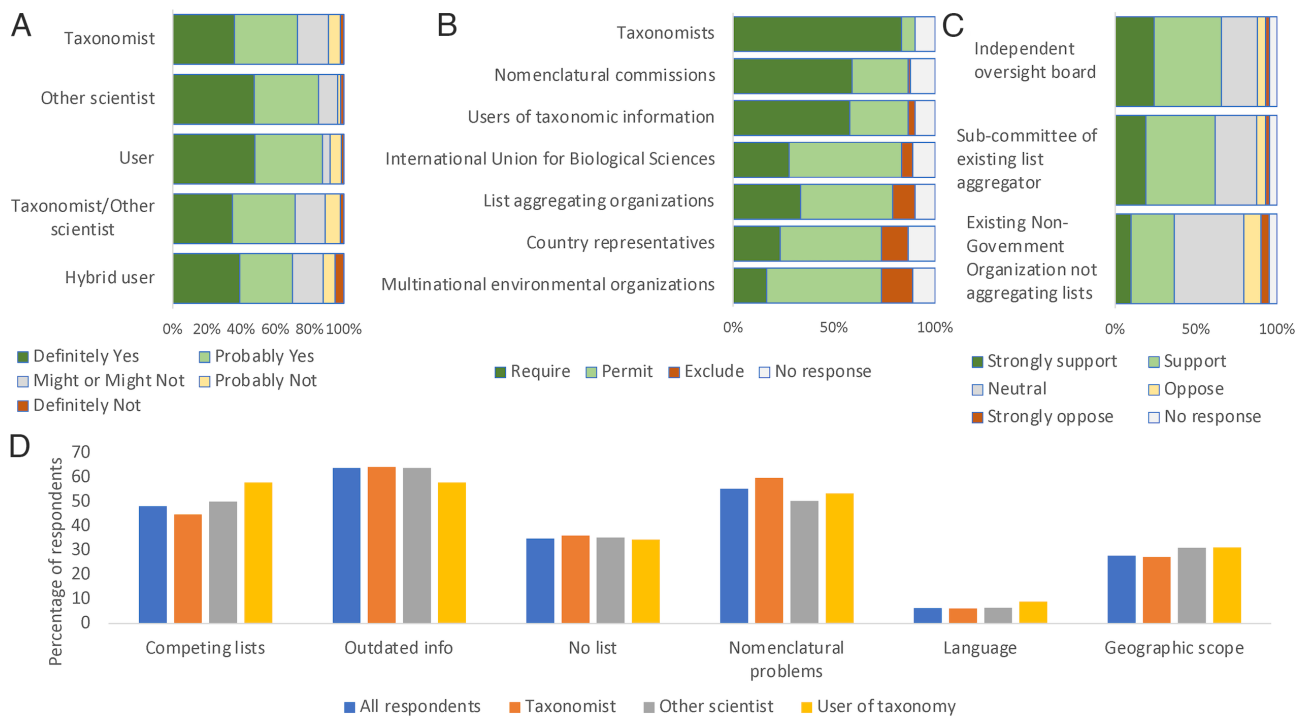 A
Taxonomist
Other scientist
User
Taxonomist/Other
scientist
Hybrid user
0% 20% 40% 60% 80% 100%
Definitely Yes Probably Yes
Might or Might Not Probably Not
Definitely Not
B
Taxonomists
Nomenclatural commissions
Users of taxonomic information
International Union for Biological Sciences
List aggregating organizations
Country representatives
Multinational environmental organizations
0% 50% 100%
Require Permit Exclude No response
C
Independent
oversight board
Sub-committee of
existing list
aggregator
Existing Non-
Government
Organization not
aggregating lists
0% 50% 100%
Strongly support Support
Neutral Oppose
Strongly oppose No response
D
Percentage of respondents
70
60
50
40
30
20
10
0
Competing lists Outdated info No list Nomenclatural Language Geographic scope
problems
All respondents Taxonomist Other scientist User of taxonomy